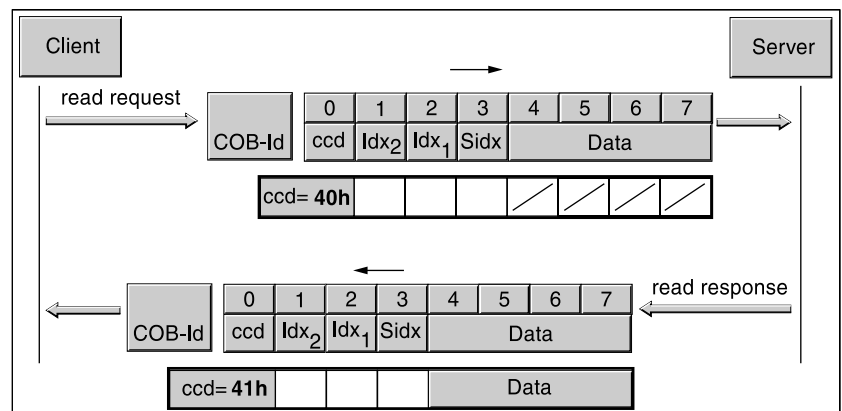 Client
Server
read request
0 1 2 3 4 5 6 7
COB-Id ccd Idx2 Idx1 Sidx Data
ccd= 40h
read response
0 1 2 3 4 5 6 7
COB-Id ccd Idx2 Idx1 Sidx Data
ccd= 41h Data